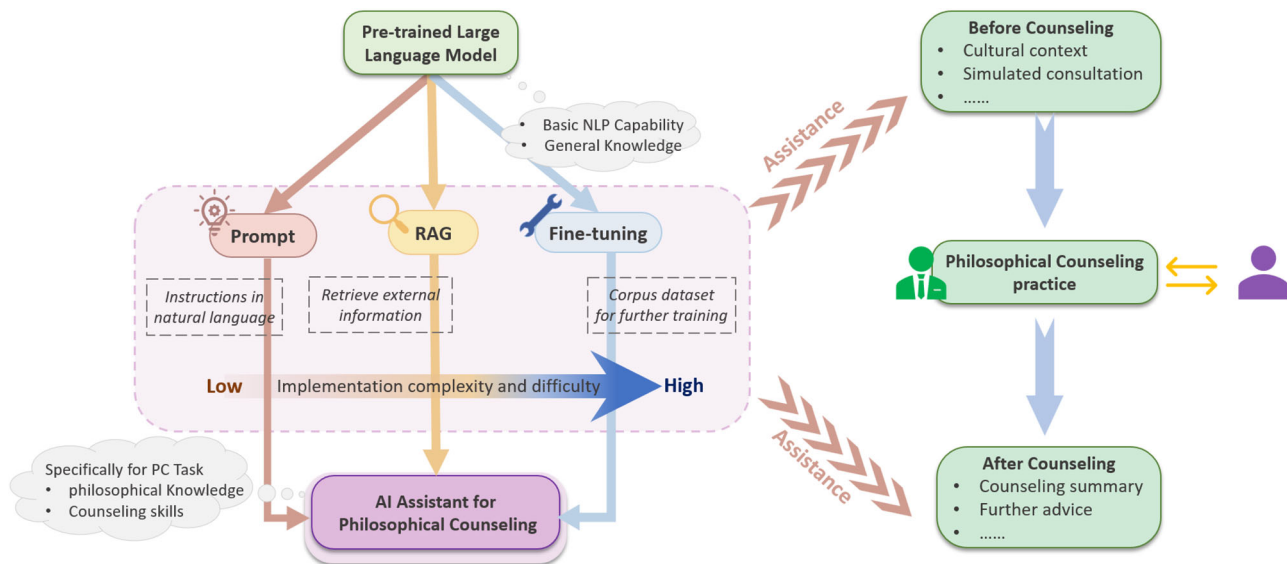 Pre-trained Large
Language Model
• Basic NLP Capability
• General Knowledge
Prompt
RAG
Fine-tuning
Instructions in
natural language
Retrieve external
information
Corpus dataset
for further training
Low
Implementation complexity and difficulty
High
Specifically for PC Task
• philosophical Knowledge
• Counseling skills
AI Assistant for
Philosophical Counseling
Assistance
Assistance
Before Counseling
• Cultural context
• Simulated consultation
• ......
Philosophical Counseling
practice
After Counseling
• Counseling summary
• Further advice
• ......